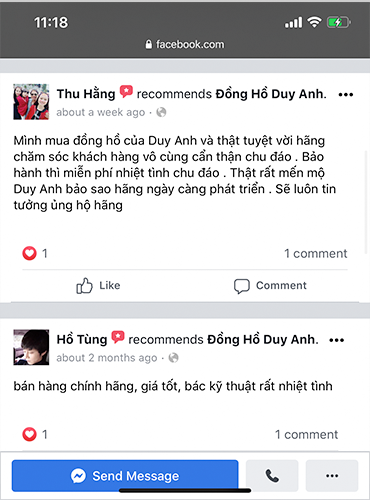 11:18
facebook.com
Thu Hằng recommends Đồng Hồ Duy Anh.
about a week ago
Mình mua đồng hồ của Duy Anh và thật tuyệt vời hãng
chăm sóc khách hàng vô cùng cẩn thận chu đáo . Bảo
hành thì miễn phí nhiệt tình chu đáo . Thật rất mến mộ
Duy Anh bảo sao hãng ngày càng phát triển . Sẽ luôn tin
tưởng ủng hộ hãng
1 1 comment
Like Comment
Hồ Tùng recommends Đồng Hồ Duy Anh.
about 2 months ago
bán hàng chính hãng, giá tốt, bác kỹ thuật rất nhiệt tình
1 1 comment
Send Message